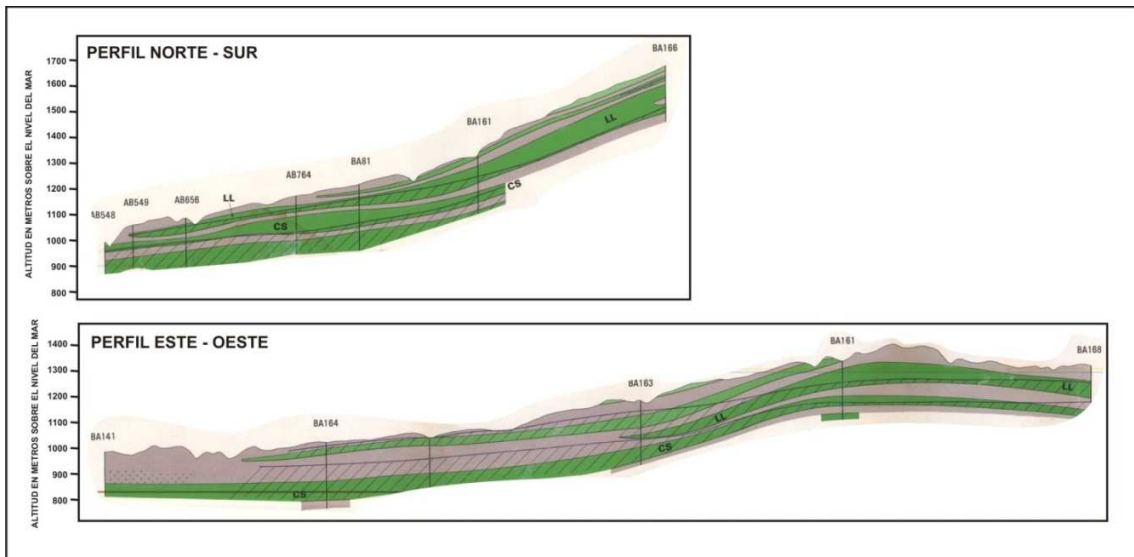 PERFIL NORTE - SUR
ALTITUD EN METROS SOBRE EL NIVEL DEL MAR
1700
1600
1500
1400
1300
1200
1100
1000
900
800
AB548
AB549
AB656
LL
AB764
BA81
BA161
BA166
LL
CS
CS
PERFIL ESTE - OESTE
ALTITUD EN METROS SOBRE EL NIVEL DEL MAR
1400
1300
1200
1100
1000
900
800
BA141
BA164
BA163
BA161
BA168
LL
LL
CS
CS